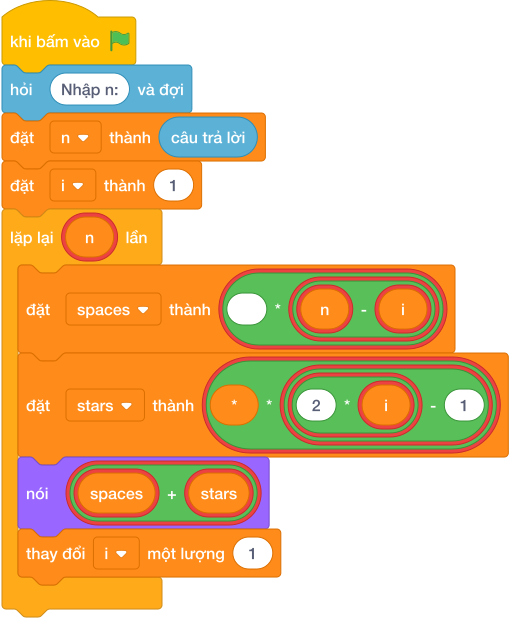 khi bấm vào
hỏi Nhập n: và đợi
đặt n thành câu trả lời
đặt i thành 1
lặp lại n lần
đặt spaces thành * n - i
đặt stars thành * * 2 * i - 1
nói spaces + stars
thay đổi i một lượng 1